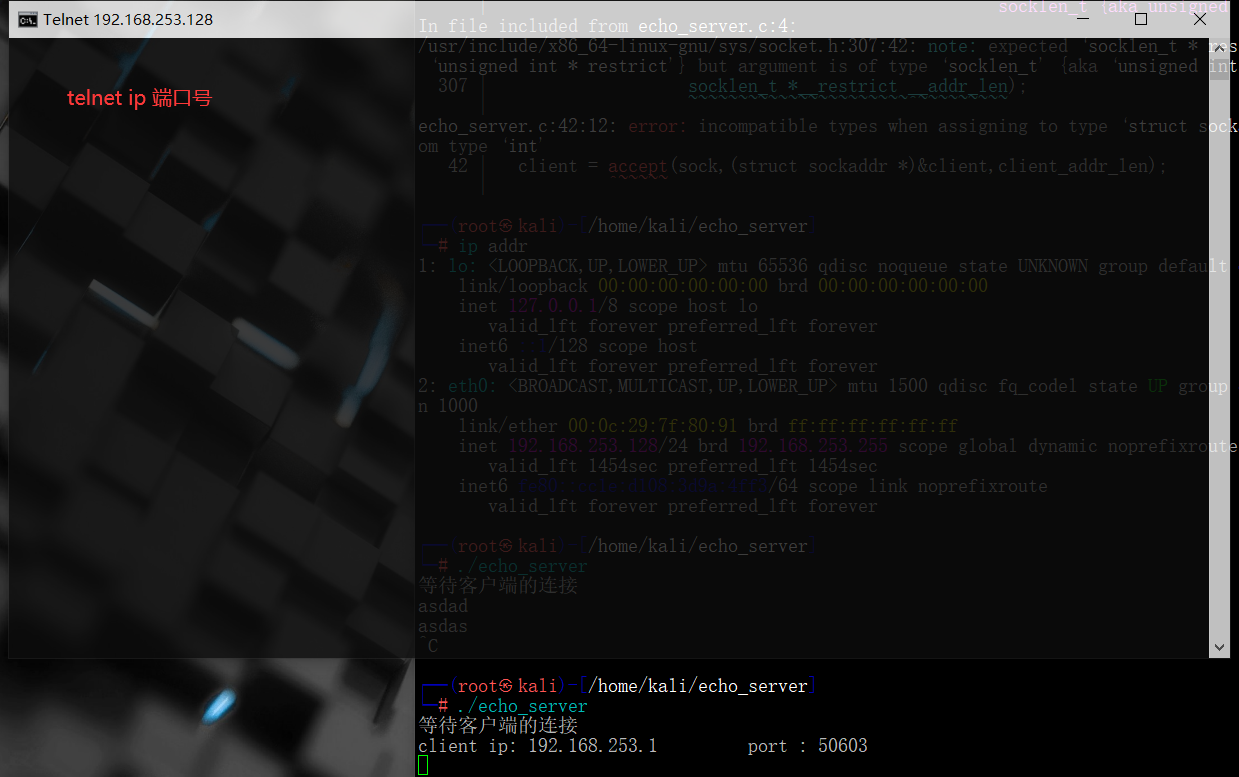 Telnet 192.168.253.128
telnet ip 端口号
socklen_t {aka unsigned
In file included from echo_server.c:4:
/usr/include/x86_64-linux-gnu/sys/socket.h:307:42: note: expected ‘socklen_t * res
‘unsigned int * restrict’} but argument is of type ‘socklen_t’ {aka ‘unsigned int
307 | socklen_t *__restrict __addr_len);
|
echo_server.c:42:12: error: incompatible types when assigning to type ‘struct sock
om type ‘int’
42 | client = accept(sock,(struct sockaddr *)&client,client_addr_len);
|
┌──(root㉿kali)-[/home/kali/echo_server]
└─# ip addr
1: lo: <LOOPBACK,UP,LOWER_UP> mtu 65536 qdisc noqueue state UNKNOWN group default
link/loopback 00:00:00:00:00:00 brd 00:00:00:00:00:00
inet 127.0.0.1/8 scope host lo
valid_lft forever preferred_lft forever
inet6 /128 scope host
valid_lft forever preferred_lft forever
2: eth0: <BROADCAST,MULTICAST,UP,LOWER_UP> mtu 1500 qdisc fq_codel state UP group
n 1000
link/ether 00:0c:29:7f:80:91 brd ff:ff:ff:ff:ff:ff
inet 192.168.253.128/24 brd 192.168.253.255 scope global dynamic noprefixroute
valid_lft 1454sec preferred_lft 1454sec
inet6 /64 scope link noprefixroute
valid_lft forever preferred_lft forever
┌──(root㉿kali)-[/home/kali/echo_server]
└─# ./echo_server
等待客户端的连接
asdad
asdas
^C
┌──(root㉿kali)-[/home/kali/echo_server]
└─# ./echo_server
等待客户端的连接
client ip: 192.168.253.1 port : 50603